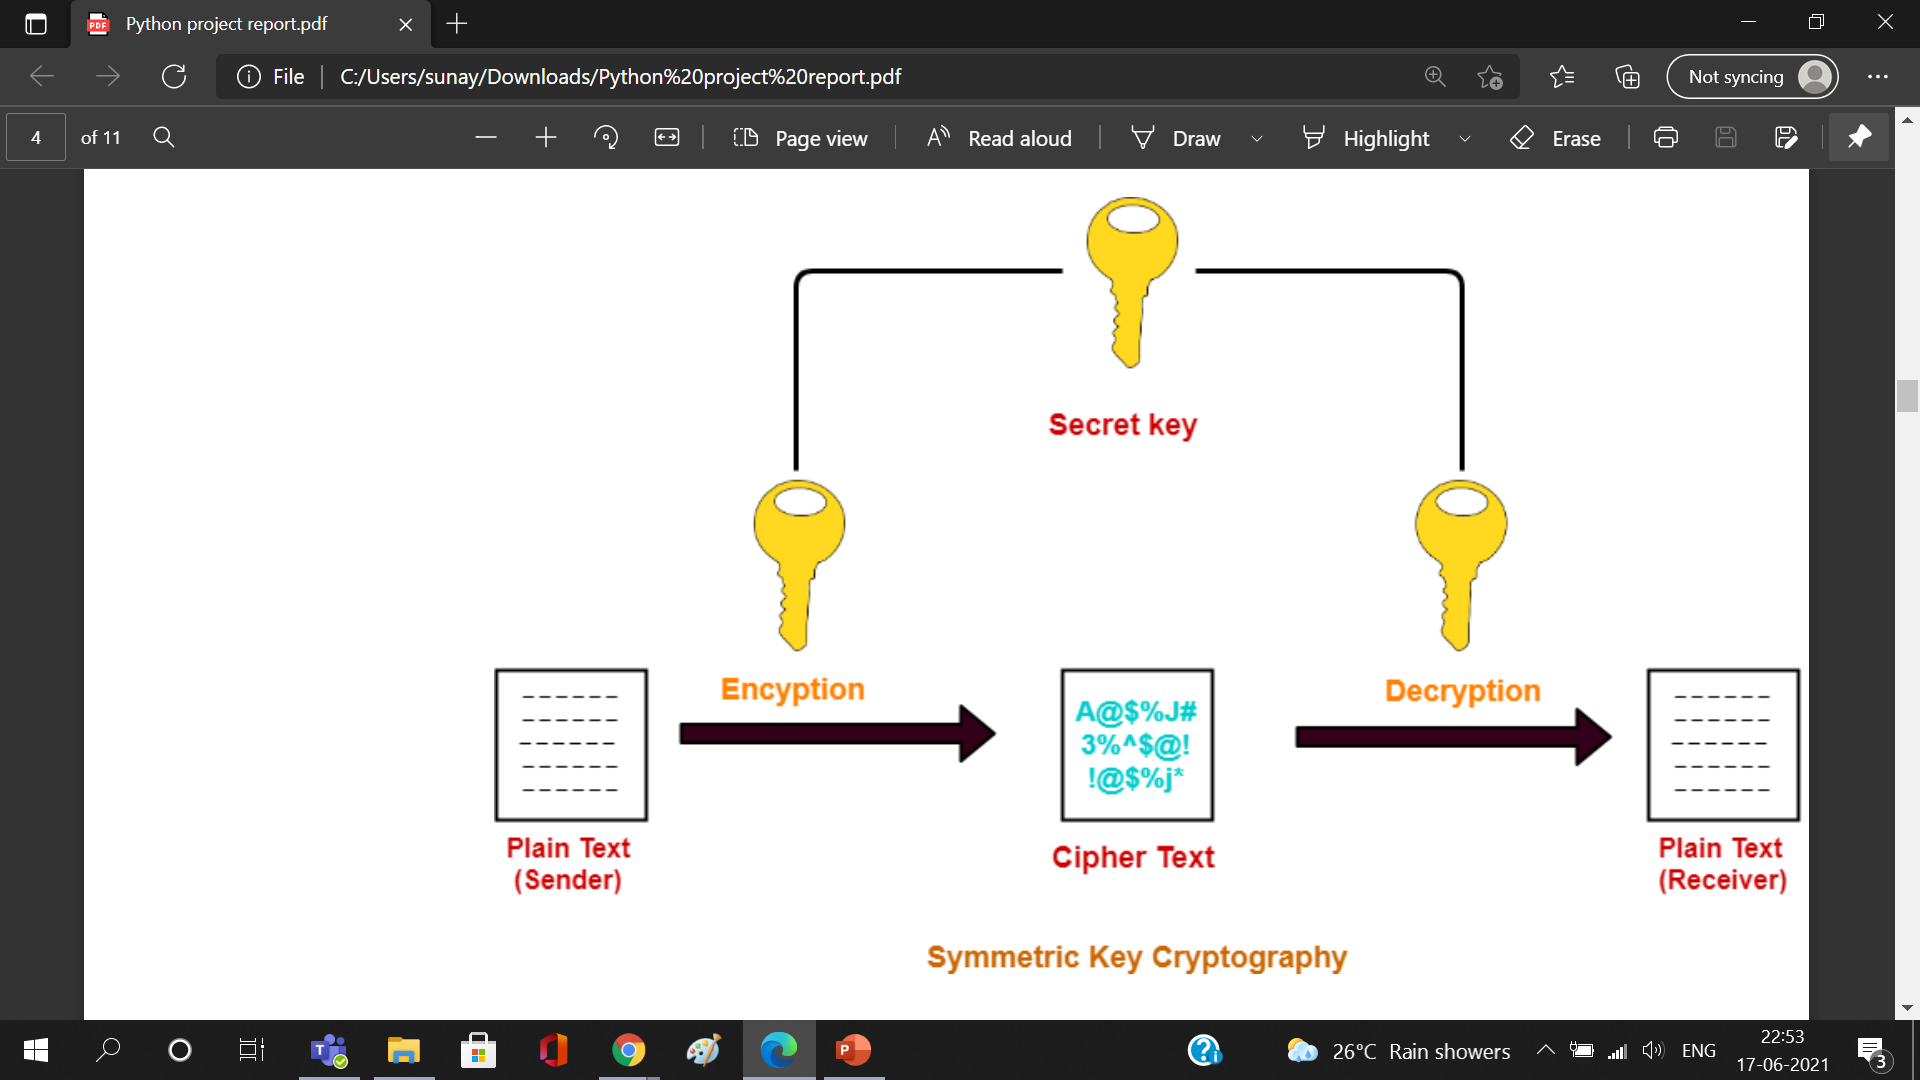 Python project report.pdf
File
C:/Users/sunay/Downloads/Python%20project%20report.pdf
Not syncing
4 of 11
Page view
Read aloud
Draw
Highlight
Erase
Secret key
Encyption
Decryption
A@$%J#
3%^$@!
!@$%j*
Plain Text
(Sender)
Cipher Text
Plain Text
(Receiver)
Symmetric Key Cryptography
26°C Rain showers
ENG
22:53
17-06-2021
3